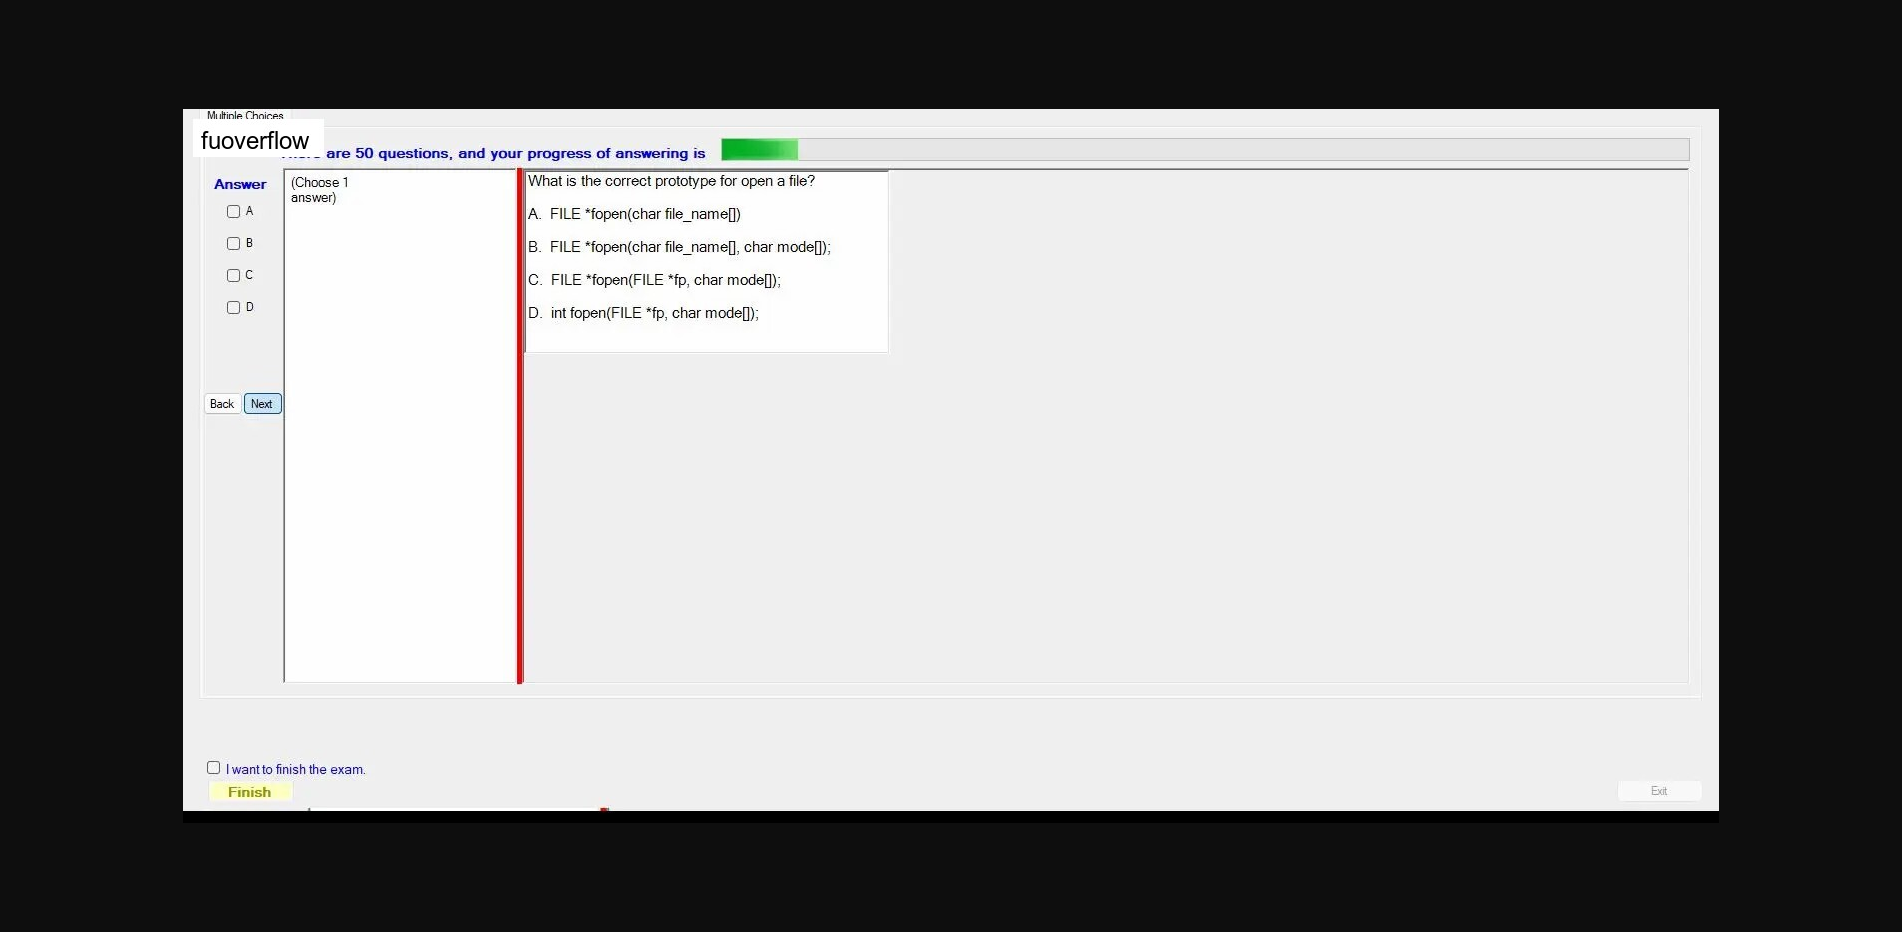 Multiple Choices
fuoverflow
are 50 questions, and your progress of answering is
Answer
(Choose 1
answer)
A
B
C
D
What is the correct prototype for open a file?
A. FILE *fopen(char file_name[])
B. FILE *fopen(char file_name[], char mode[]);
C. FILE *fopen(FILE *fp, char mode[]);
D. int fopen(FILE *fp, char mode[]);
Back Next
I want to finish the exam.
Finish
Exit